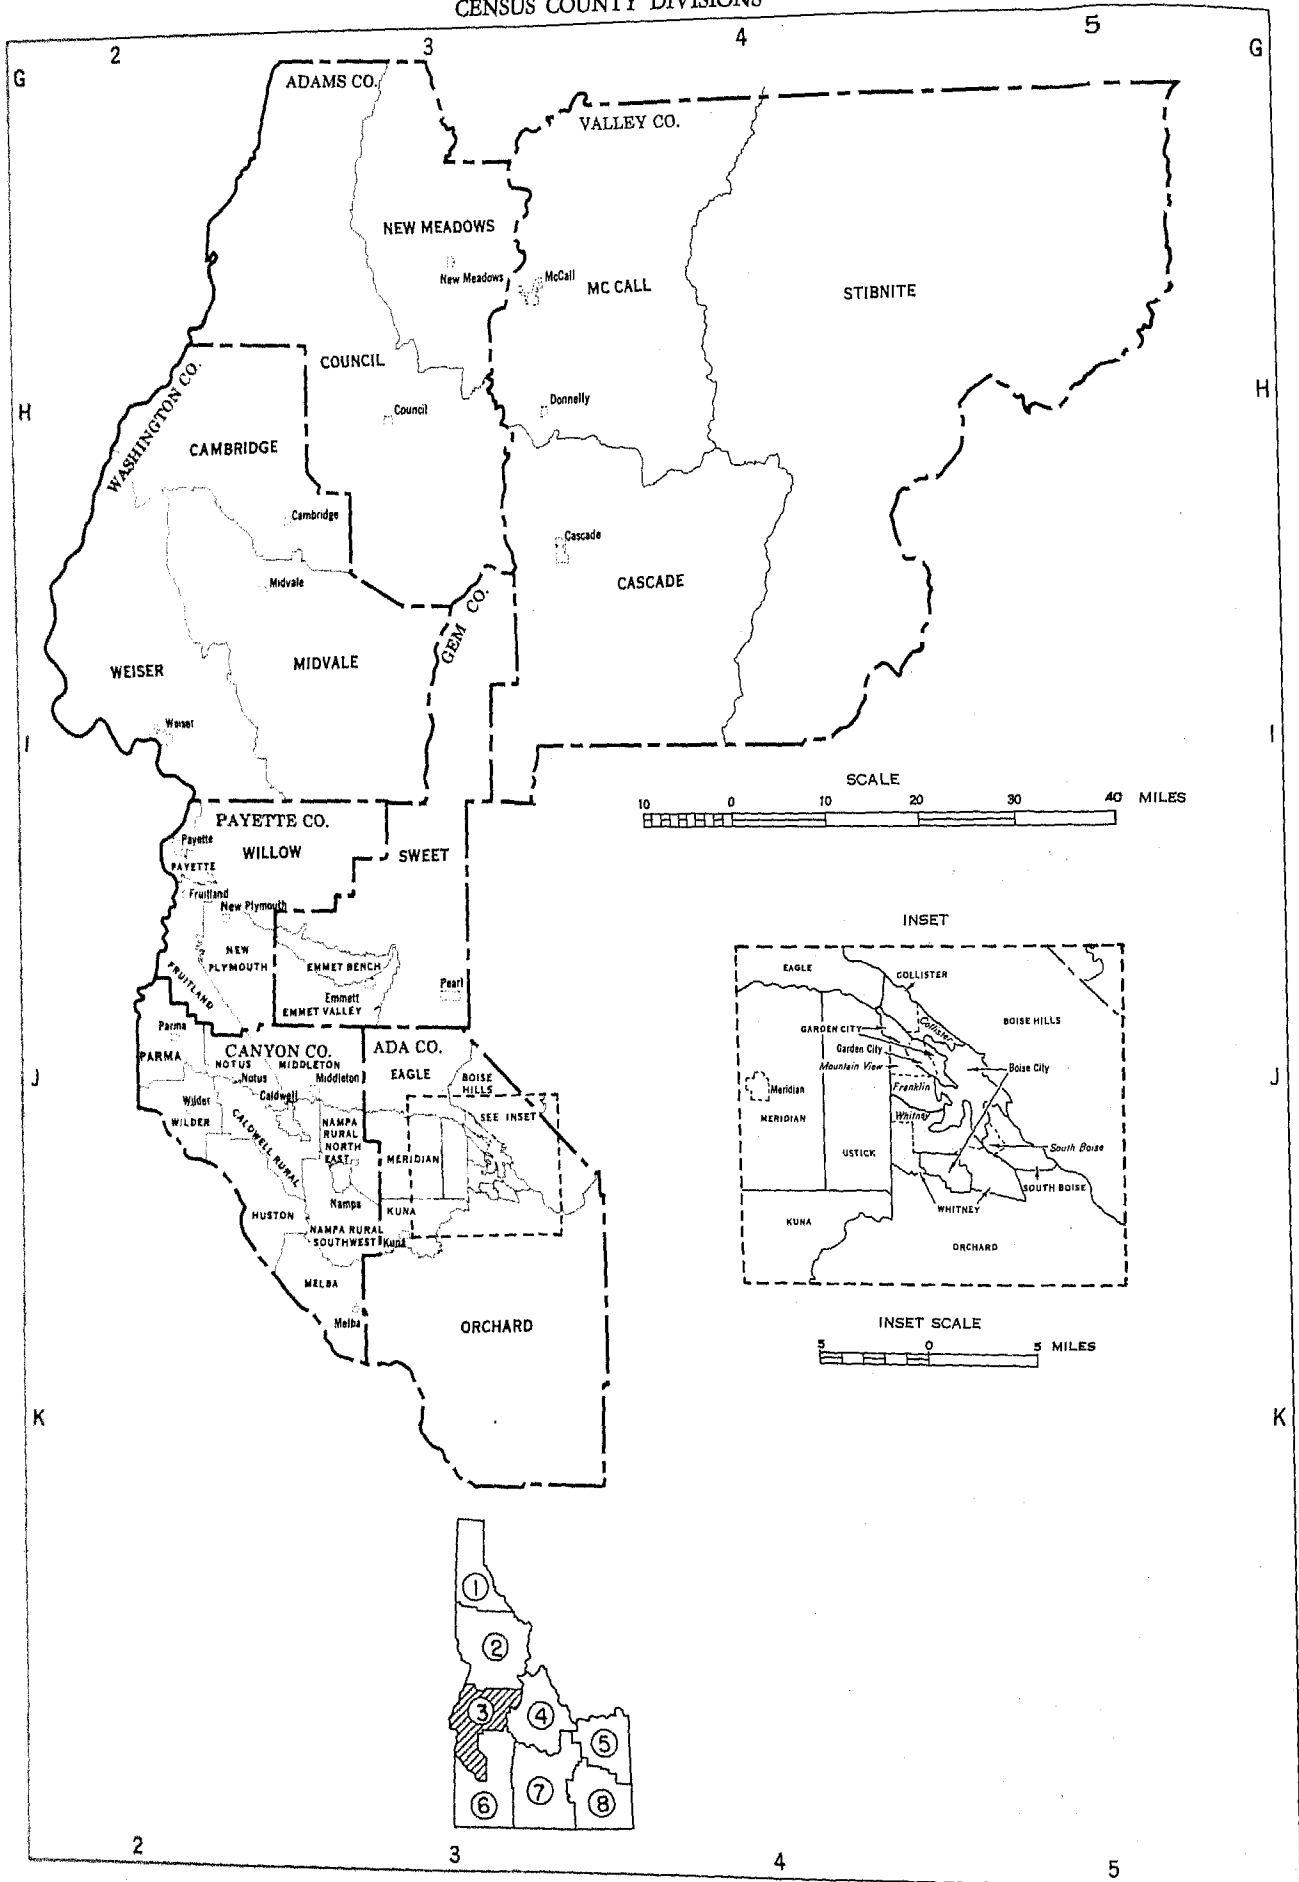 CENSUS COUNTY DIVISIONS
2
3
4
5
G
G
ADAMS CO.
VALLEY CO.
NEW MEADOWS
New Meadows
McCall
MC CALL
STIBNITE
WASHINGTON CO.
COUNCIL
H
H
Council
Donnelly
CAMBRIDGE
Cambridge
Cascade
Midvale
CASCADE
GEM CO.
WEISER
MIDVALE
Weiser
I
I
SCALE
10 0 10 20 30 40 MILES
PAYETTE CO.
Payette
WILLOW
SWEET
PAYETTE
Fruitland
New Plymouth
NEW
PLYMOUTH
EMMET BENCH
FRUITLAND
Emmett
EMMET VALLEY
Pearl
INSET
EAGLE
COLLISTER
GARDEN CITY
Collister
BOISE HILLS
Garden City
Mountain View
Boise City
Franklin
Meridian
MERIDIAN
Whitney
USTICK
South Boise
SOUTH BOISE
WHITNEY
KUNA
ORCHARD
INSET SCALE
5 0 5 MILES
Parma
PARMA
CANYON CO.
ADA CO.
NOTUS
MIDDLETON
EAGLE
Notus
Middleton
BOISE
HILLS
J
J
Wilder
Caldwell
WILDER
CALDWELL RURAL
NAMPA
RURAL
NORTH
EAST
SEE INSET
MERIDIAN
Nampa
KUNA
HUSTON
NAMPA RURAL
SOUTHWEST
Kuna
MELBA
Melba
ORCHARD
K
K
1
2
3
4
5
6
7
8
2
3
4
5